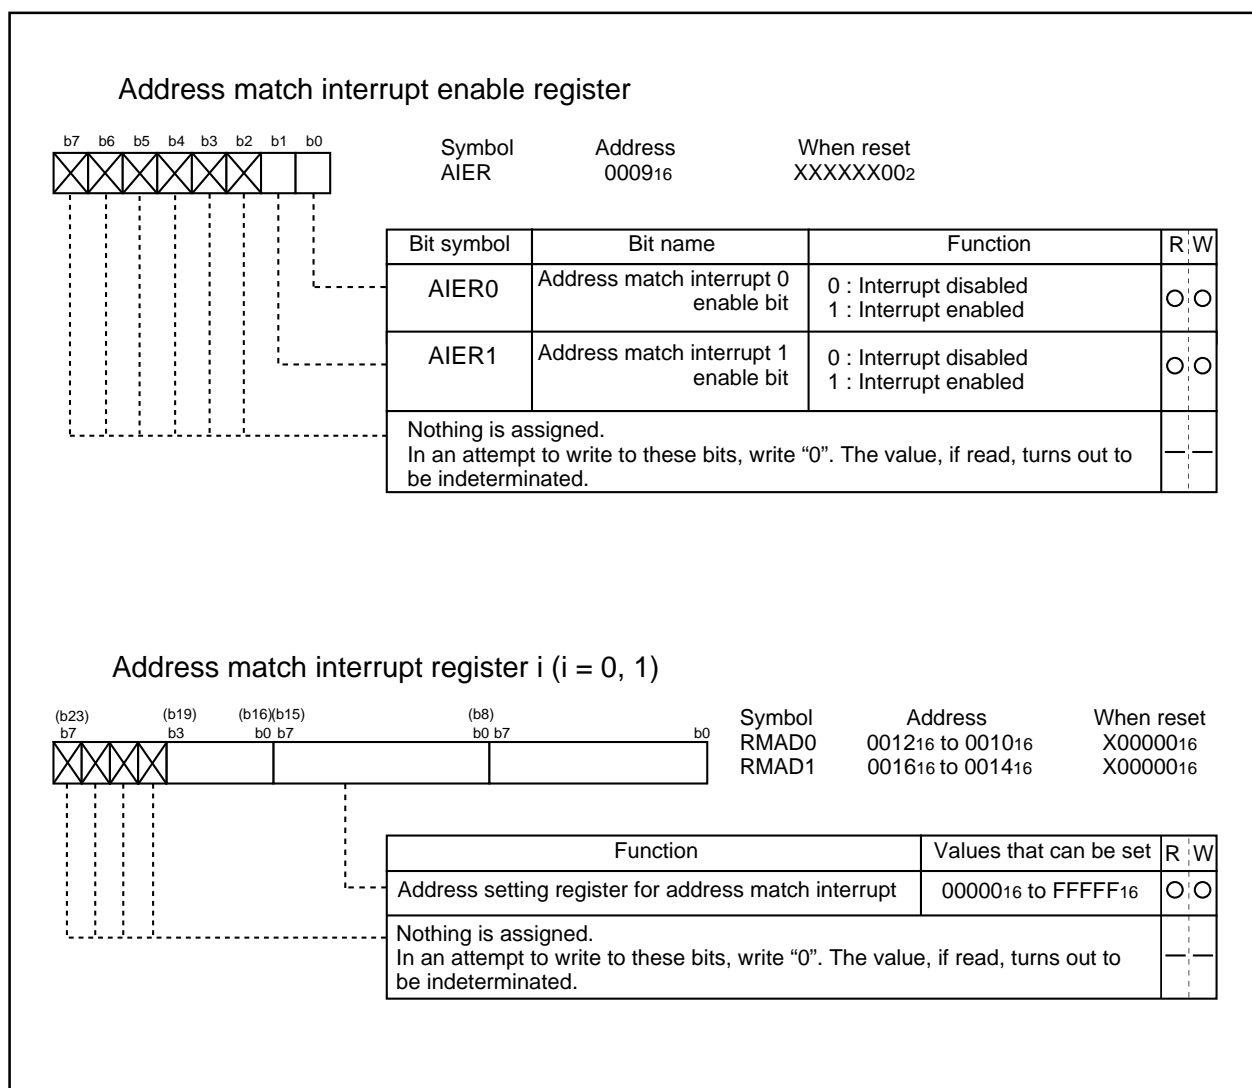 Address match interrupt enable register
b7 b6 b5 b4 b3 b2 b1 b0
Symbol Address When reset
AIER 000916 XXXXXX002
Bit symbol Bit name Function R W
AIER0 Address match interrupt 0 enable bit 0 : Interrupt disabled
1 : Interrupt enabled
AIER1 Address match interrupt 1 enable bit 0 : Interrupt disabled
1 : Interrupt enabled
Nothing is assigned.
In an attempt to write to these bits, write “0”. The value, if read, turns out to
be indeterminated.
Address match interrupt register i (i = 0, 1)
(b23) (b19) (b16)(b15) (b8)
b7 b3 b0 b7 b0 b7 b0
Symbol Address When reset
RMAD0 001216 to 001016 X0000016
RMAD1 001616 to 001416 X0000016
Function Values that can be set R W
Address setting register for address match interrupt 0000016 to FFFFF16
Nothing is assigned.
In an attempt to write to these bits, write “0”. The value, if read, turns out to
be indeterminated.